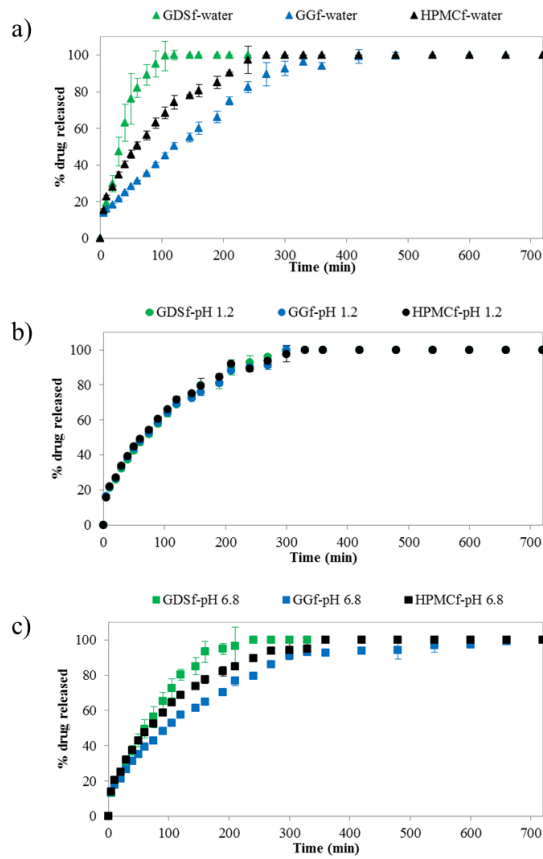 a)
GDSf-water GGf-water HPMCf-water
% drug released
100
80
60
40
20
0
0 100 200 300 400 500 600 700
Time (min)
b)
GDSf-pH 1.2 GGf-pH 1.2 HPMCf-pH 1.2
% drug released
100
80
60
40
20
0
0 100 200 300 400 500 600 700
Time (min)
c)
GDSf-pH 6.8 GGf-pH 6.8 HPMCf-pH 6.8
% drug released
100
80
60
40
20
0
0 100 200 300 400 500 600 700
Time (min)